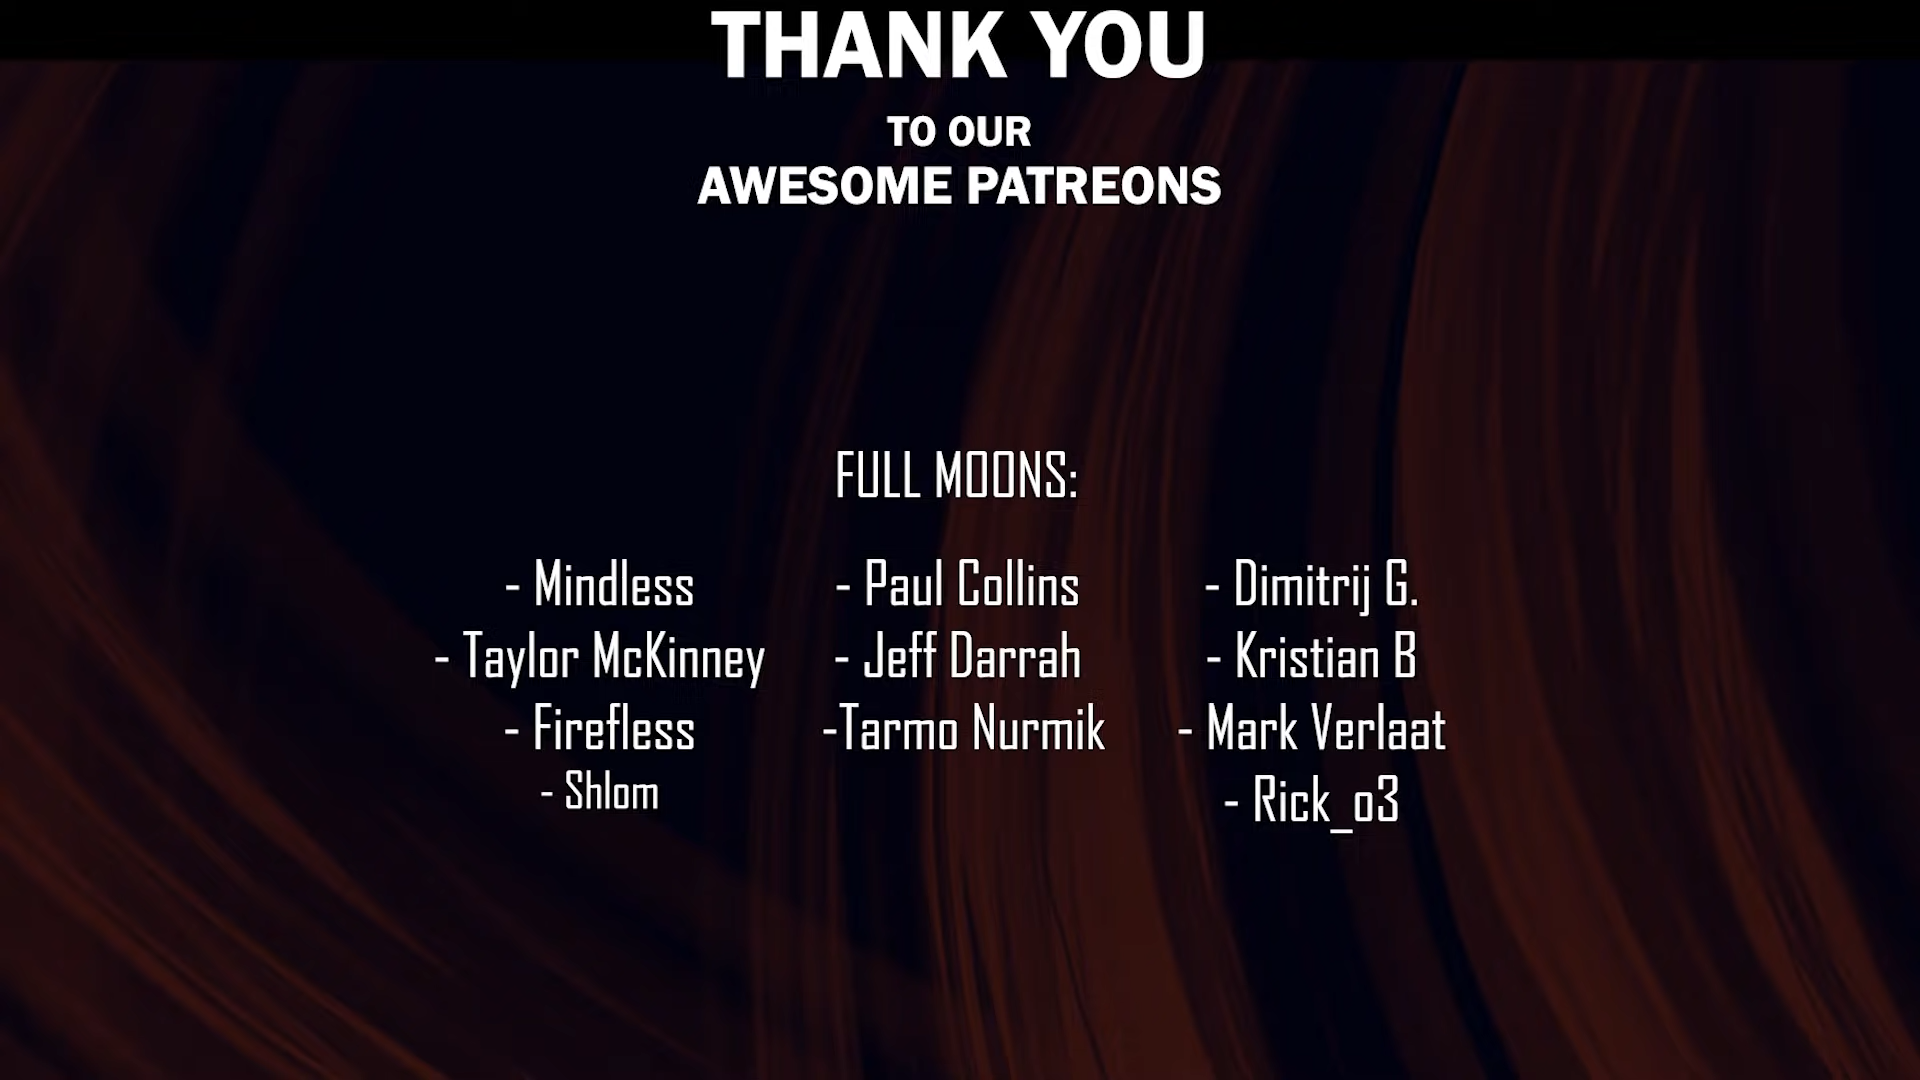 THANK YOU
TO OUR
AWESOME PATREONS
FULL MOONS:
- Mindless
- Taylor McKinney
- Firefless
- Shlom
- Paul Collins
- Jeff Darrah
-Tarmo Nurmik
- Dimitrij G.
- Kristian B
- Mark Verlaat
- Rick_o3